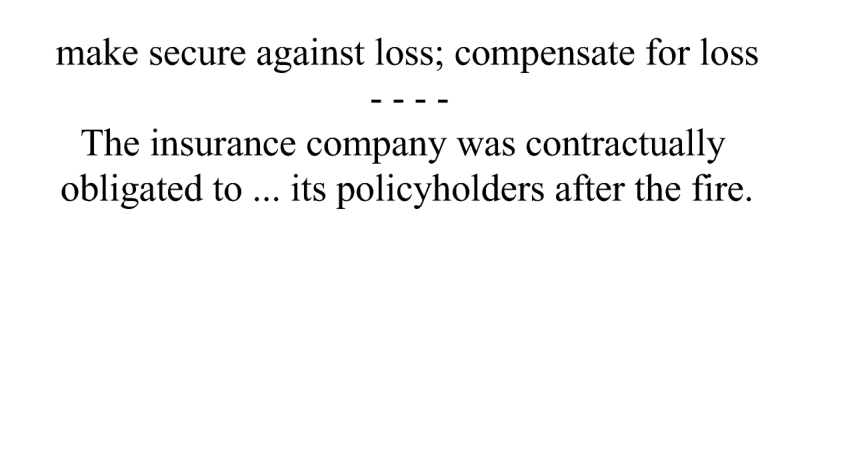 make secure against loss; compensate for loss
- - - -
The insurance company was contractually
obligated to ... its policyholders after the fire.